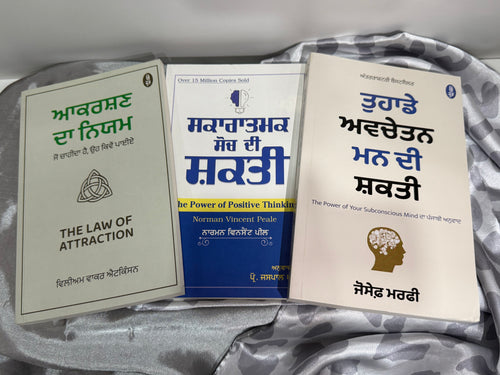 ਆਕਰਸ਼ਣ
ਦਾ ਨਿਯਮ
ਜੋ ਚਾਹੀਦਾ ਹੈ, ਉਹ ਕਿਵੇਂ ਪਾਈਏ
THE LAW OF
ATTRACTION
ਵਿਲੀਅਮ ਵਾਕਰ ਐਟਕਿੰਸਨ
Over 15 Million Copies Sold
ਸਕਾਰਾਤਮਕ
ਸੋਚ ਦੀ
ਸ਼ਕਤੀ
The Power of Positive Thinking
Norman Vincent Peale
ਨਾਰਮਨ ਵਿਨਸੈਂਟ ਪੀਲ
ਪ੍ਰੋ. ਜਸਪਾਲ
ਅੰਤਰਰਾਸ਼ਟਰੀ ਬੈਸਟਸੈਲਰ
ਤੁਹਾਡੇ
ਅਵਚੇਤਨ
ਮਨ ਦੀ
ਸ਼ਕਤੀ
The Power of Your Subconscious Mind ਦਾ ਪੰਜਾਬੀ ਅਨੁਵਾਦ
ਜੋਸੇਫ਼ ਮਰਫੀ